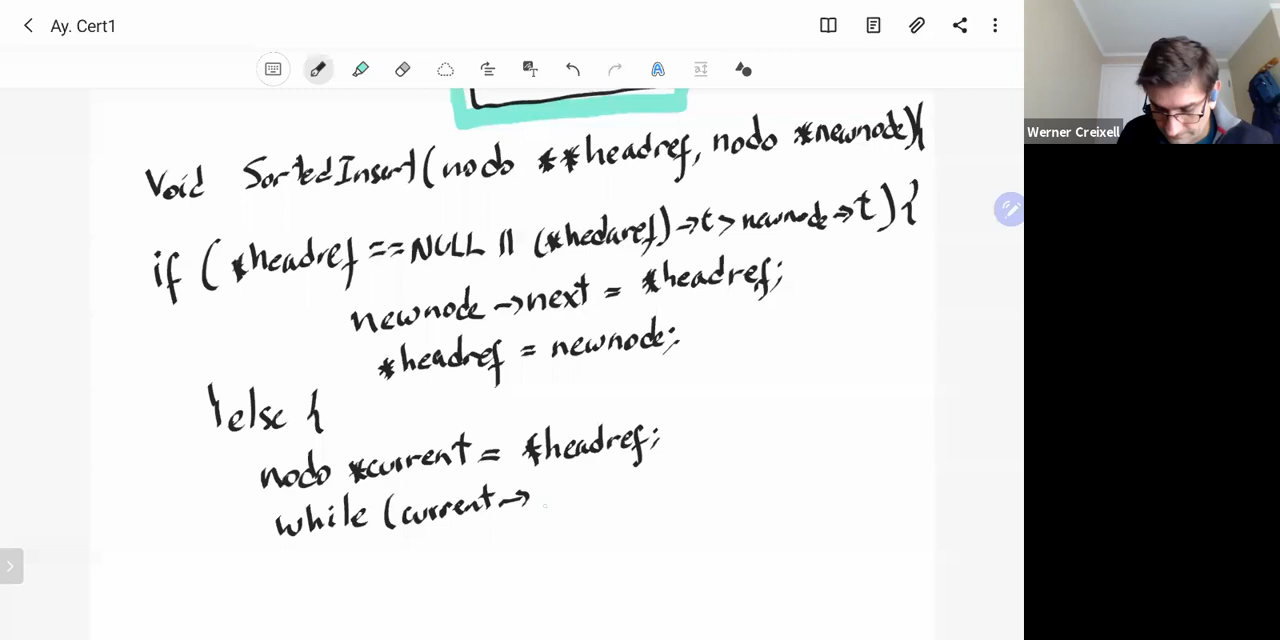 Ay. Cert1
Werner Creixell
Void SortedInsert(nodo **headref, nodo *newnode){
if (*headref ==NULL || (*hedaref)->t > newnode->t){
newnode->next = *headref;
*headref = newnode;
}else {
nodo *current = *headref;
while (current->